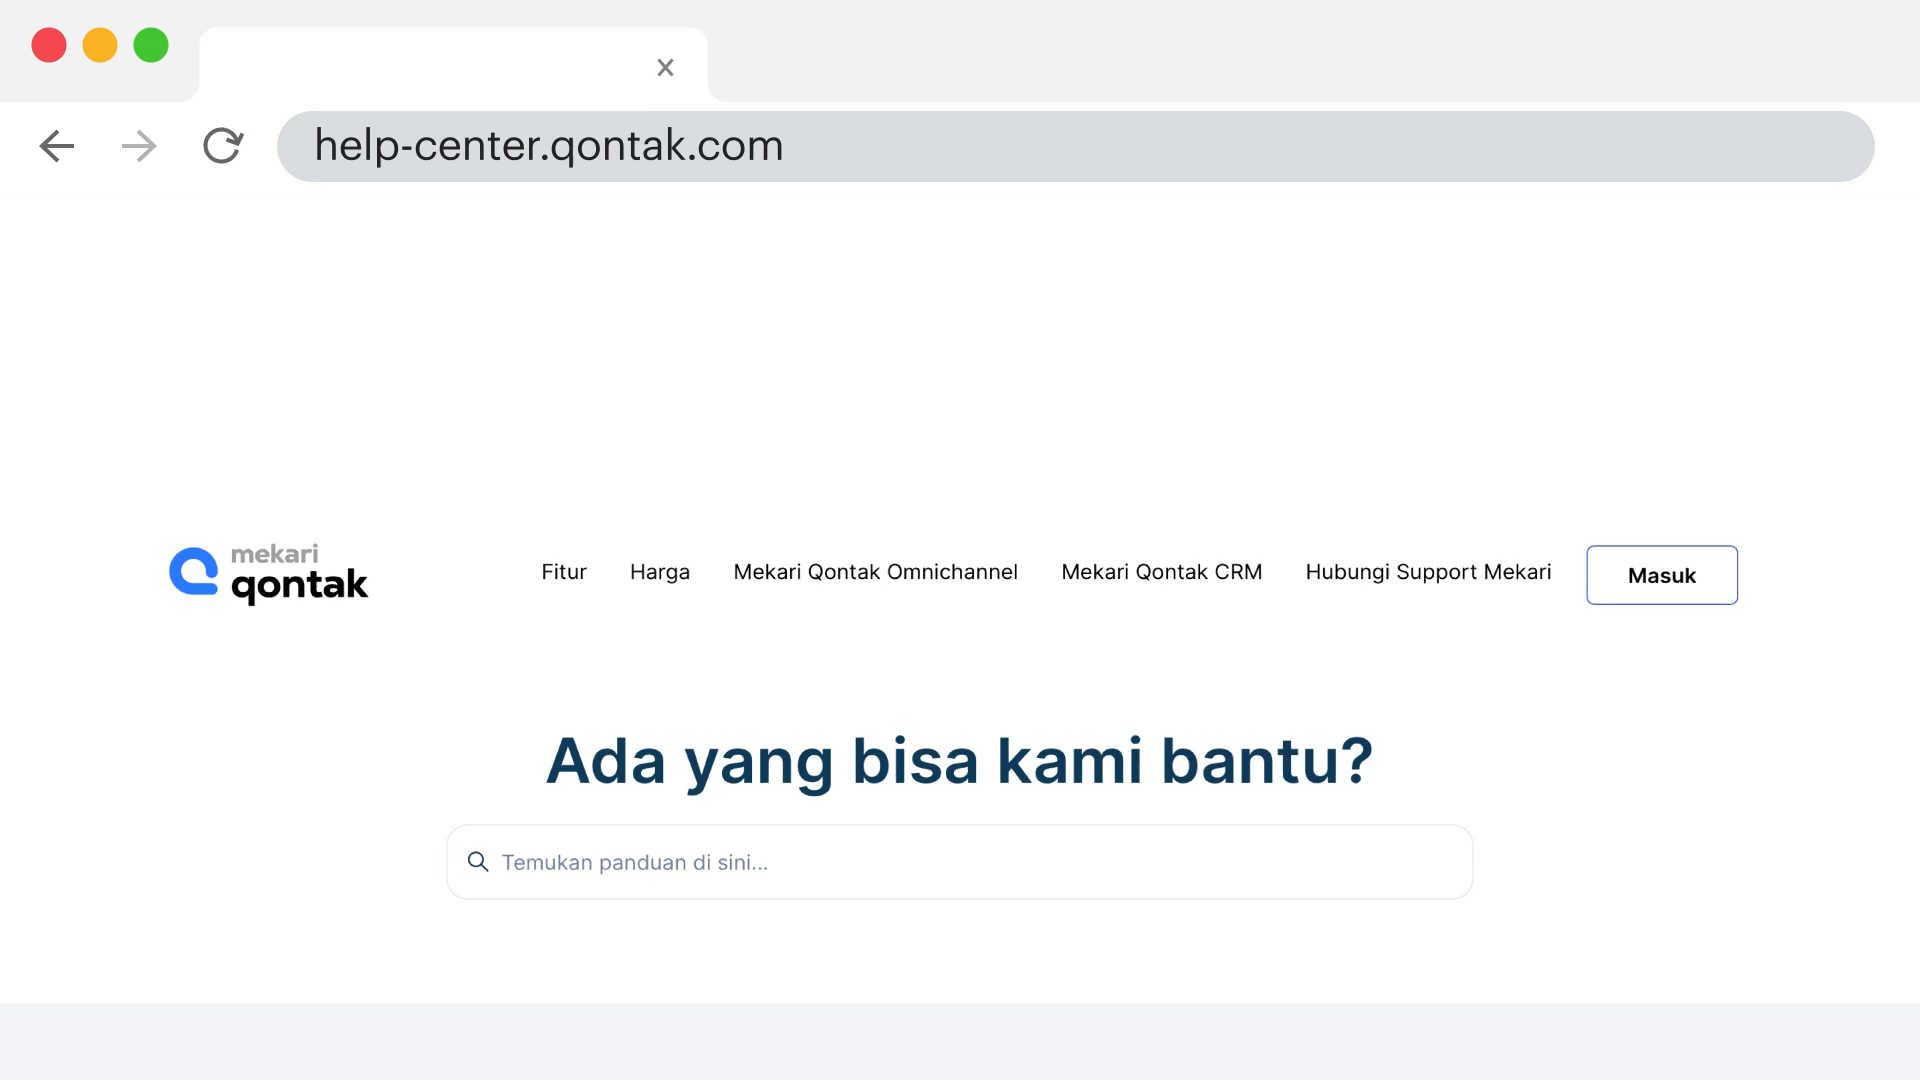 help-center.qontak.com
mekari
qontak
Fitur
Harga
Mekari Qontak Omnichannel
Mekari Qontak CRM
Hubungi Support Mekari
Masuk
Ada yang bisa kami bantu?
Temukan panduan di sini...